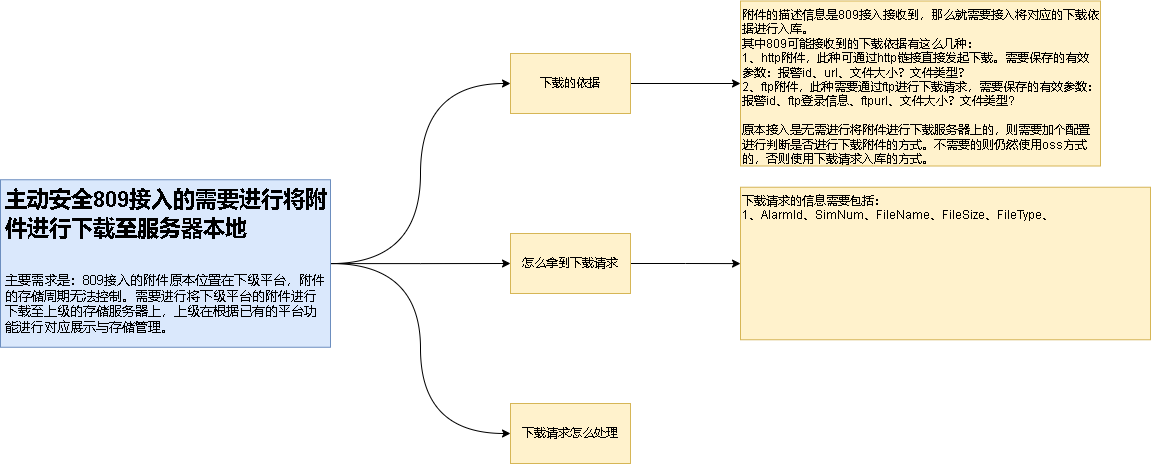 主动安全809接入的需要进行将附
件进行下载至服务器本地
主要需求是：809接入的附件原本位置在下级平台，附件
的存储周期无法控制。需要进行将下级平台的附件进行
下载至上级的存储服务器上，上级在根据已有的平台功
能进行对应展示与存储管理。
下载的依据
附件的描述信息是809接入接收到，那么就需要接入将对应的下载依
据进行入库。
其中809可能接收到的下载依据有这么几种：
1、http附件，此种可通过http链接直接发起下载。需要保存的有效
参数：报警id、url、文件大小？文件类型？
2、ftp附件，此种需要通过ftp进行下载请求，需要保存的有效参数：
报警id、ftp登录信息、ftpurl、文件大小？文件类型？
原本接入是无需进行将附件进行下载服务器上的，则需要加个配置
进行判断是否进行下载附件的方式。不需要的则仍然使用oss方式
的，否则使用下载请求入库的方式。
怎么拿到下载请求
下载请求的信息需要包括：
1、AlarmId、SimNum、FileName、FileSize、FileType、
下载请求怎么处理